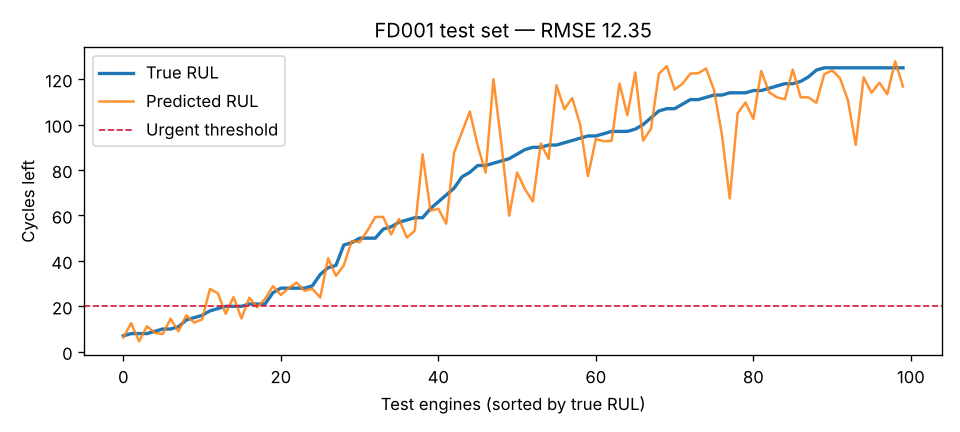 FD001 test set — RMSE 12.35
True RUL
Predicted RUL
Urgent threshold
Cycles left
120
100
80
60
40
20
0
0 20 40 60 80 100
Test engines (sorted by true RUL)